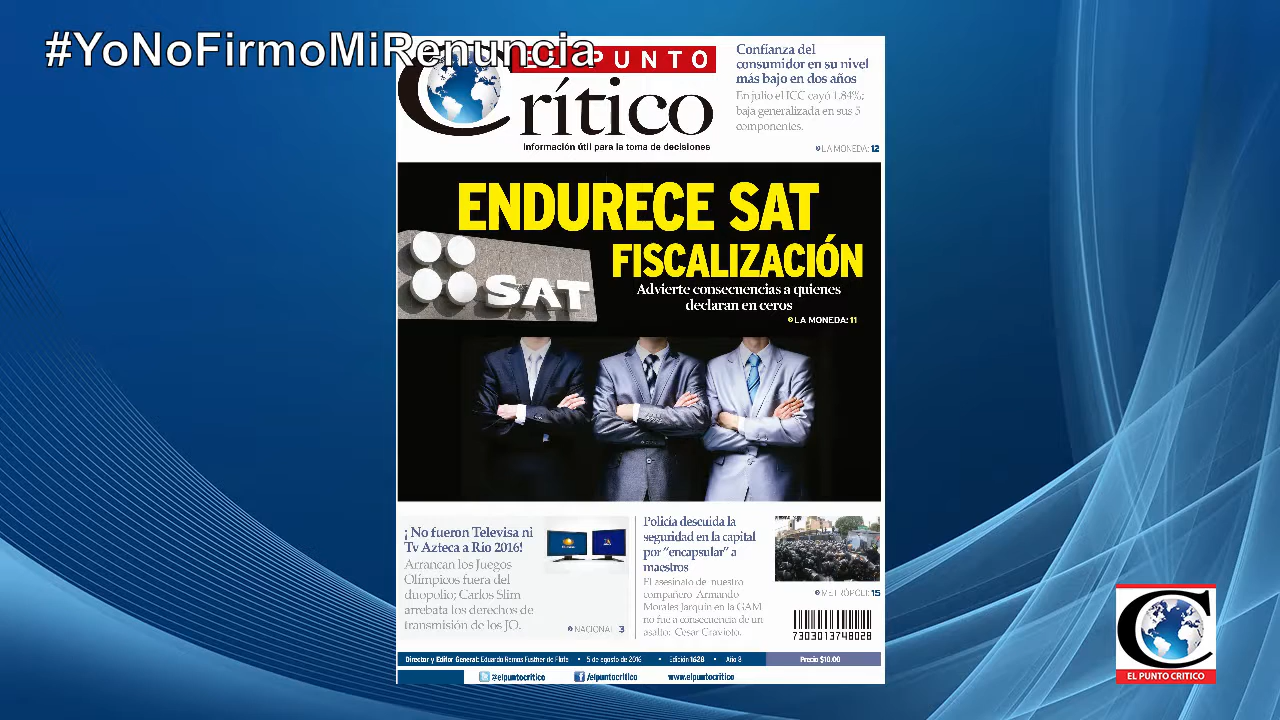 #YoNoFirmoMiRenuncia
EL PUNTO
Crítico
Información útil para la toma de decisiones
Confianza del
consumidor en su nivel
más bajo en dos años
En julio el ICC cayó 1.84%;
baja generalizada en sus 5
componentes.
LA MONEDA: 12
ENDURECE SAT
FISCALIZACIÓN
Advierte consecuencias a quienes
declaran en ceros
LA MONEDA: 11
SAT
¡No fueron Televisa ni
Tv Azteca a Río 2016!
Arrancan los Juegos
Olímpicos fuera del
duopolio; Carlos Slim
arrebata los derechos de
transmisión de los JO.
NACIONAL 3
Policía descuida la
seguridad en la capital
por “encapsular” a
maestros
El asesinato de nuestro
compañero Armando
Morales Jarquín en la GAM
no fue a consecuencia de un
asalto: Cesar Cravioto.
METRÓPOLI: 15
7303013748028
Director y Editor General: Eduardo Ramos Fusther de Flota • 5 de agosto de 2016 • Edición 1628 • Año 8 Precio $10.00
@elpuntocritico /elpuntocritico www.elpuntocritico
C
EL PUNTO CRITICO